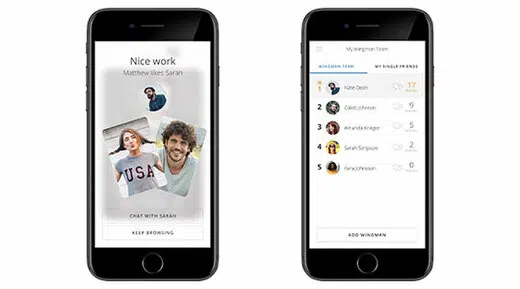 Nice work
Matthew likes Sarah
USA
CHAT WITH SARAH
KEEP BROWSING
My Wingman Team
WINGMAN TEAM
MY SINGLE FRIENDS
1 Nate Dean 17
2 Caleb Johnson 9
3 Amanda Krieger 5
4 Sarah Simpson 2
5 Kyra Johnson 0
ADD WINGMAN